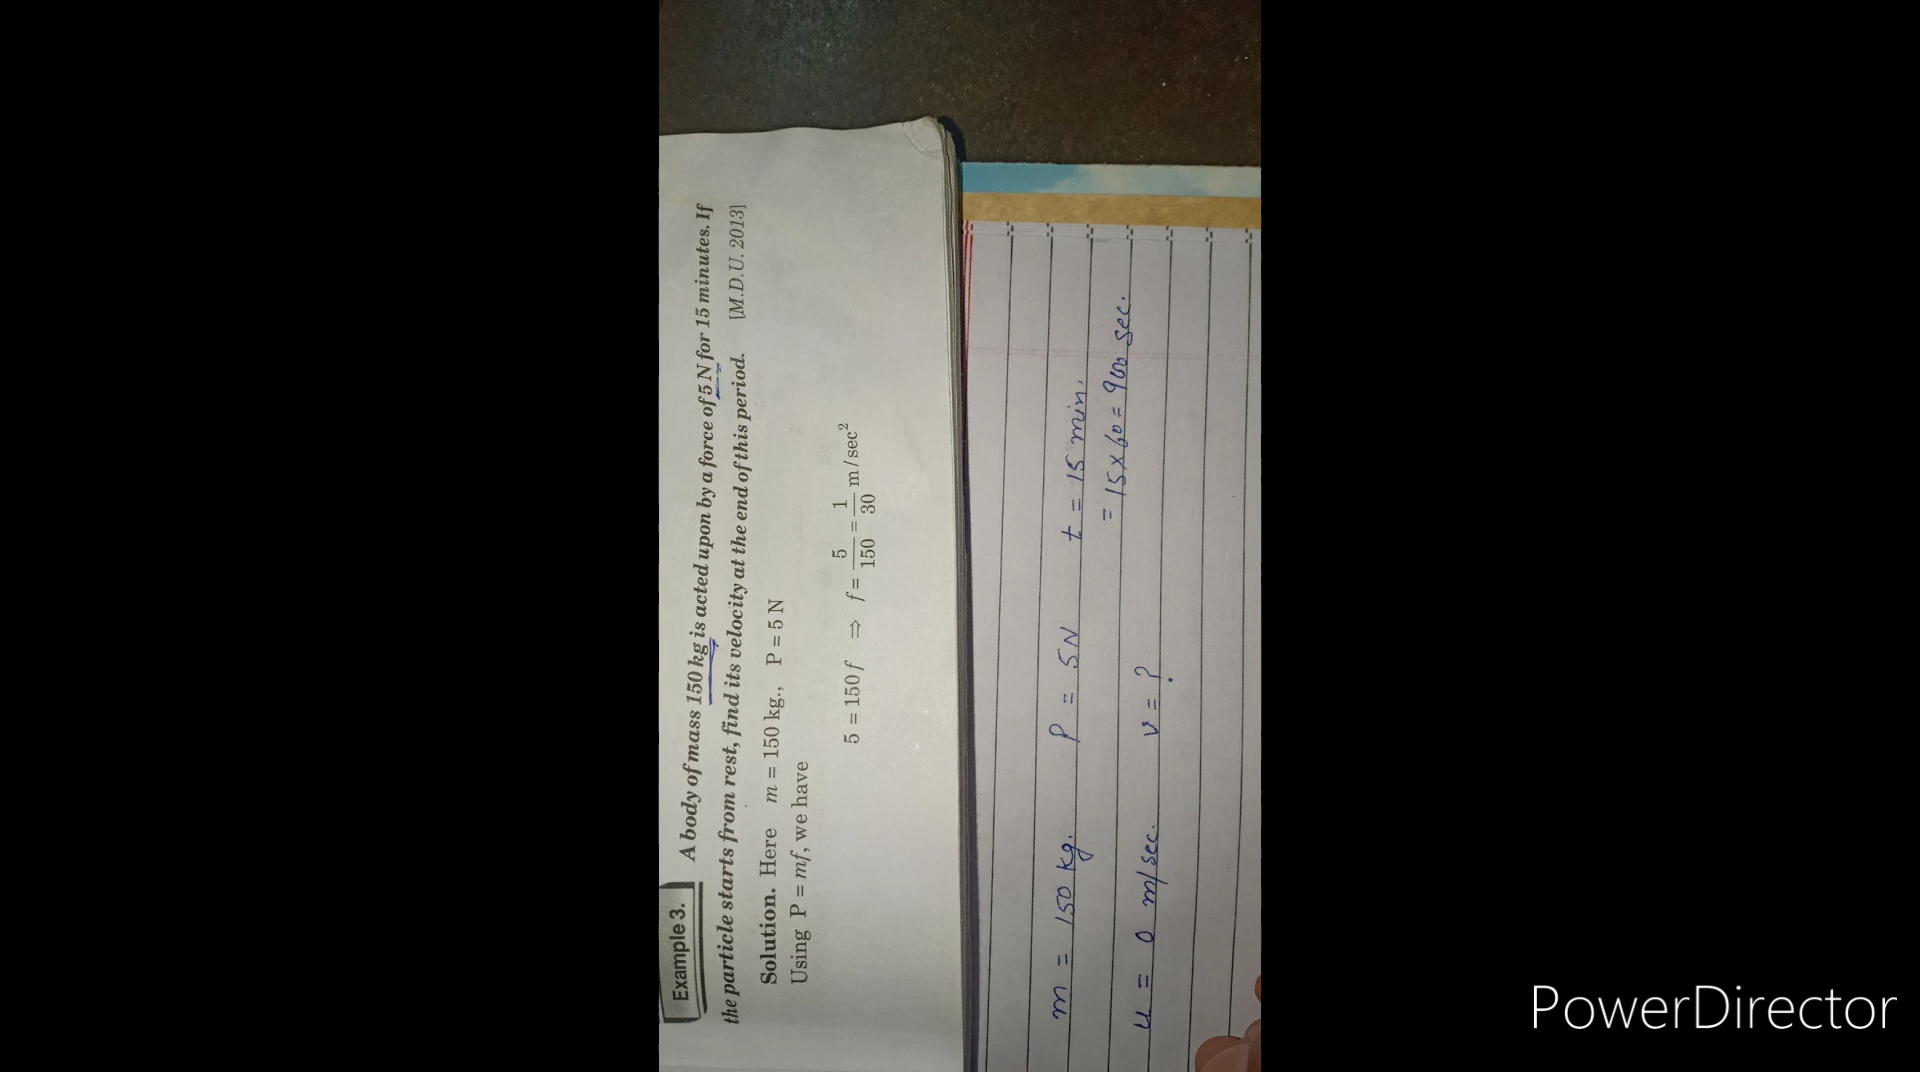 Example 3. A body of mass 150 kg is acted upon by a force of 5 N for 15 minutes. If
the particle starts from rest, find its velocity at the end of this period. [M.D.U. 2013]
Solution. Here m = 150 kg., P = 5 N
Using P = mf, we have
5 = 150 f ⇒ f = 5/150 = 1/30 m/sec²
m = 150 kg. P = 5N t = 15 min.
= 15 × 60 = 900 sec.
u = 0 m/sec. v = ?
PowerDirector